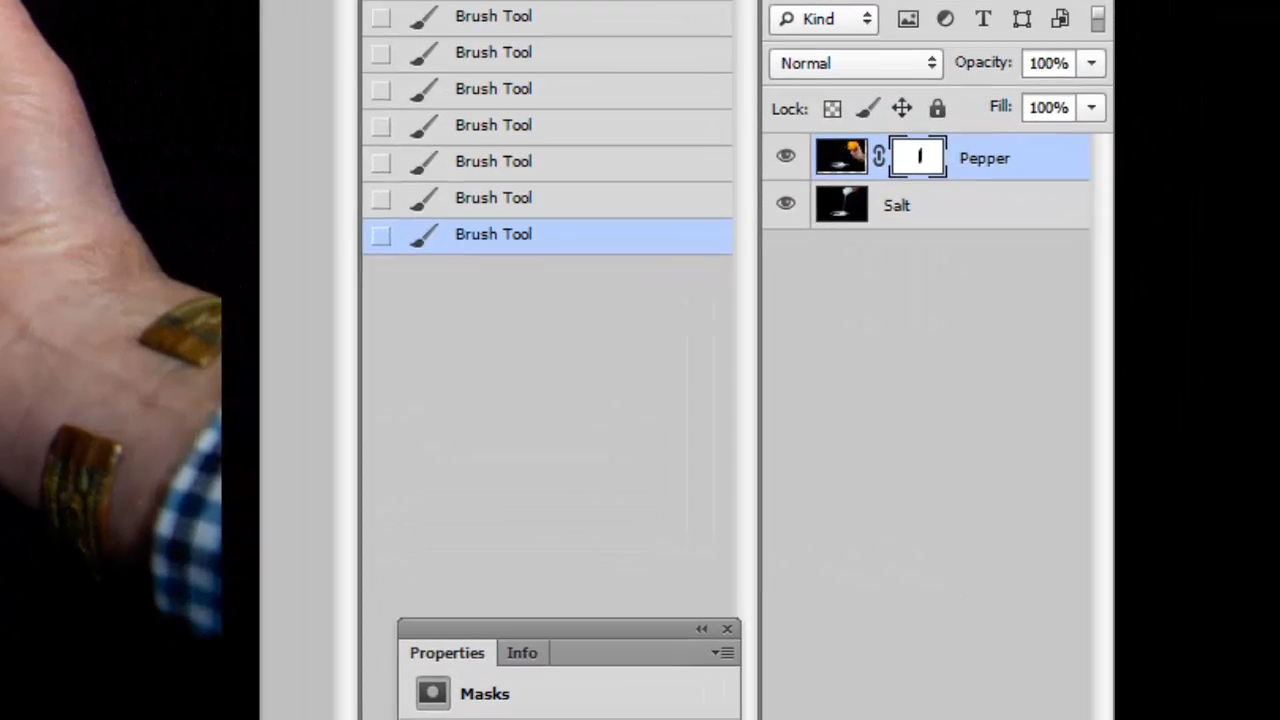 Brush Tool
Brush Tool
Brush Tool
Brush Tool
Brush Tool
Brush Tool
Brush Tool
Kind
Normal
Opacity: 100%
Lock:
Fill: 100%
Pepper
Salt
Properties
Info
Masks